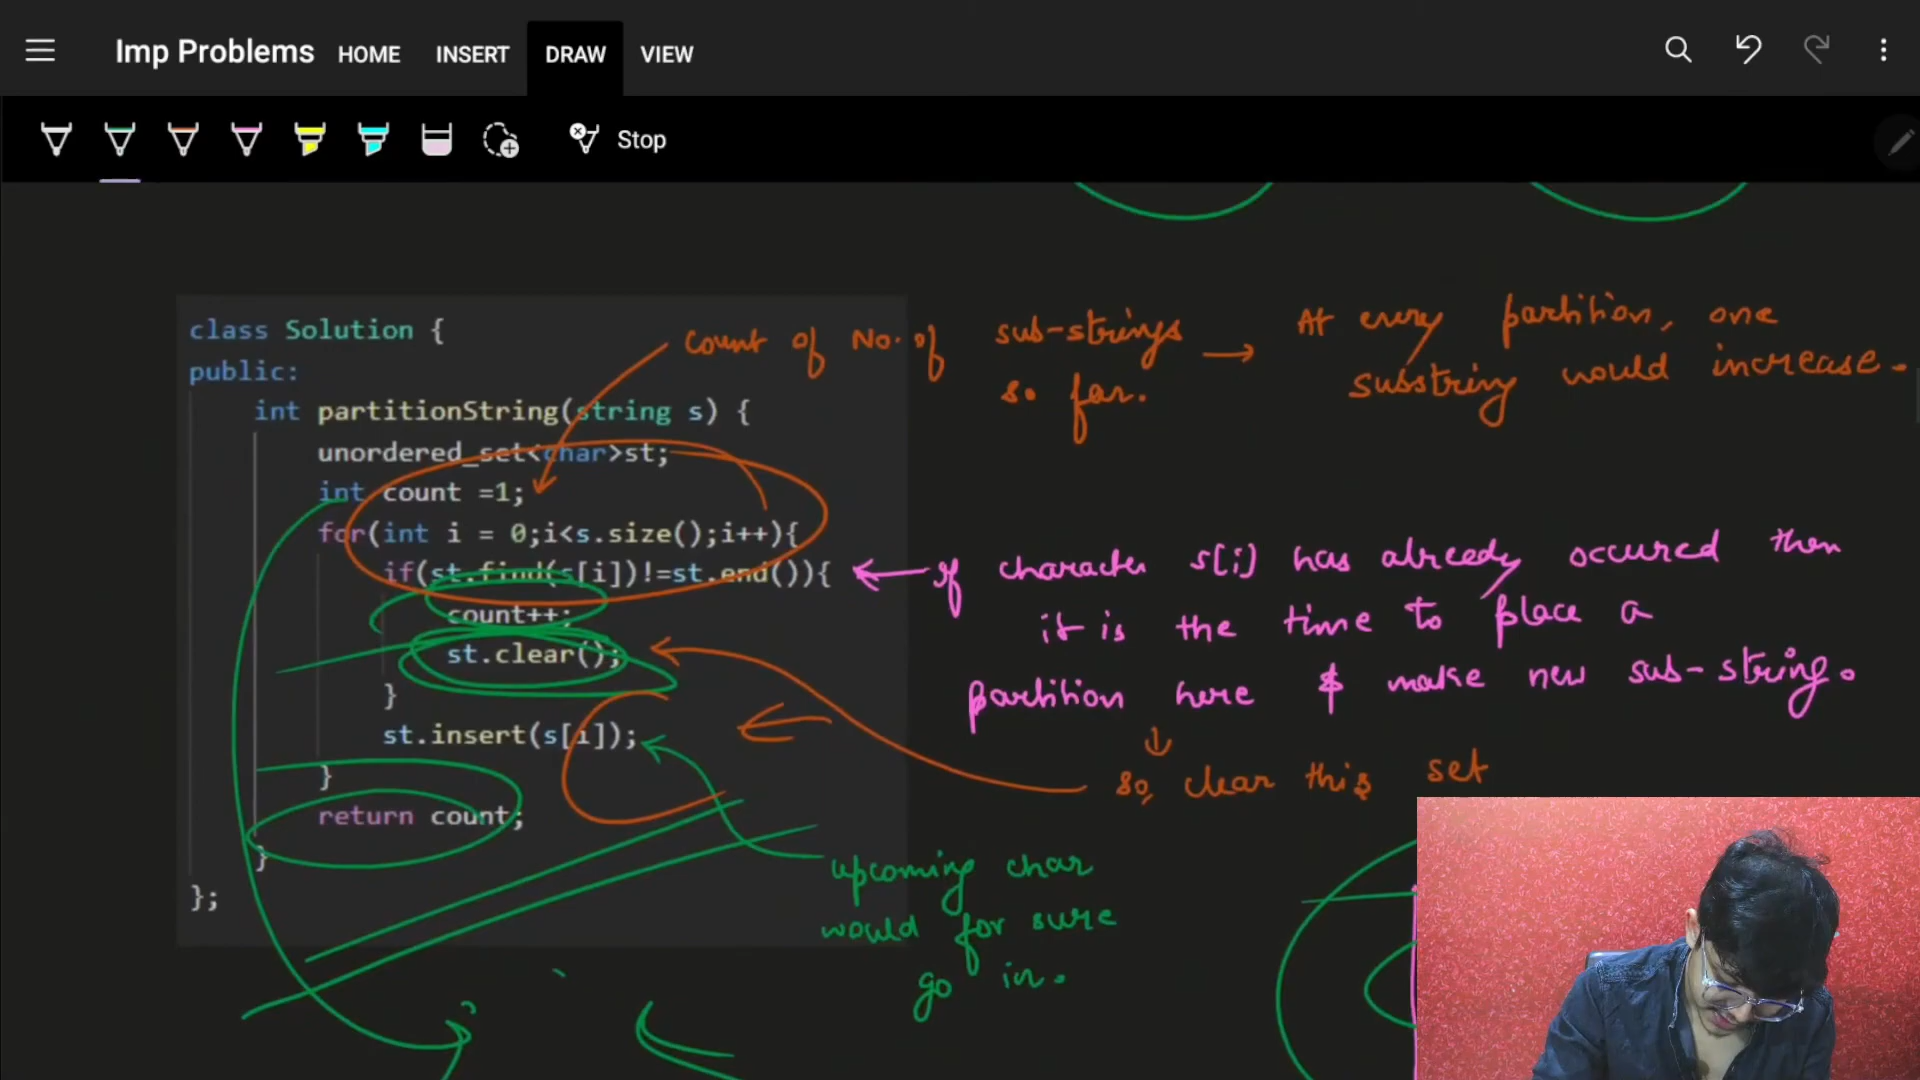 Imp Problems HOME INSERT DRAW VIEW
Stop
class Solution {
public:
int partitionString(string s) {
unordered_set<char>st;
int count =1;
for(int i = 0;i<s.size();i++){
if(st.find(s[i])!=st.end()){
count++;
st.clear();
}
st.insert(s[i]);
}
return count;
}
};
Count of No. of sub-strings
so far.
At every partition, one
substring would increase.
If character s[i] has already occured then
it is the time to place a
partition here & make new sub-string.
so, clear this set
upcoming char
would for sure
go in.